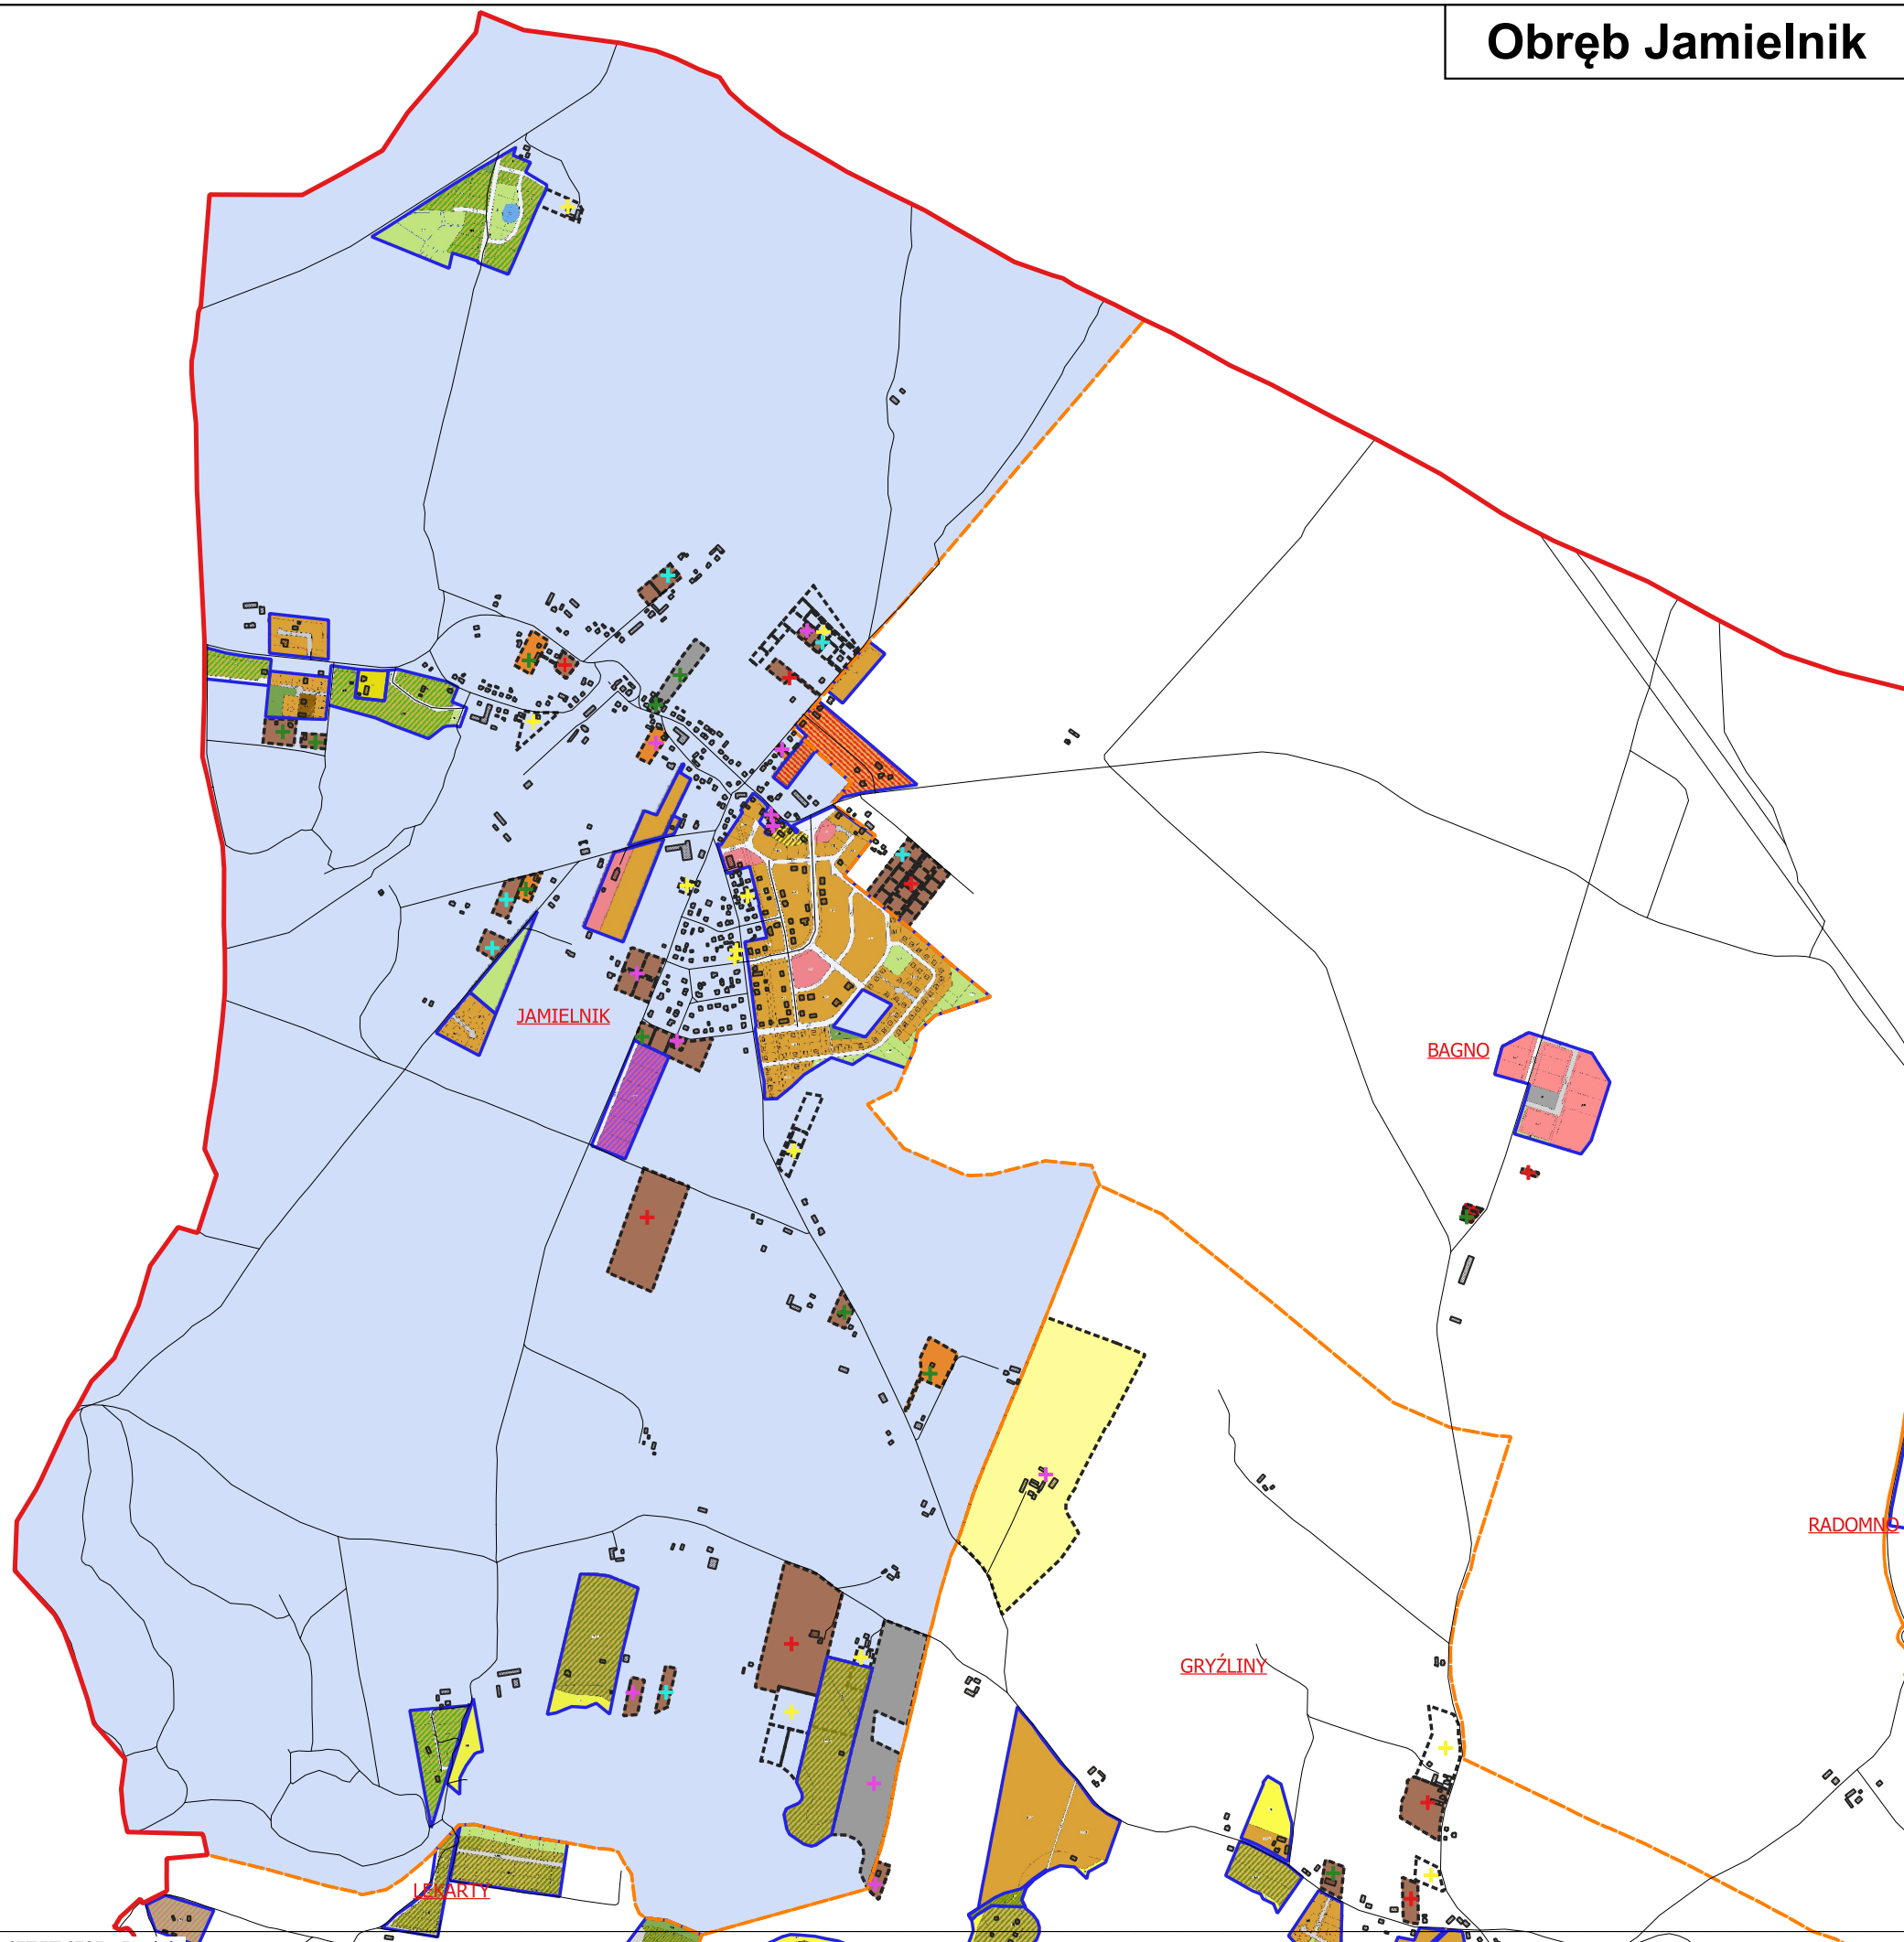 Obręb Jamielnik
JAMIELNIK
BAGNO
RADOMNO
GRYŹLINY
LEKARTY